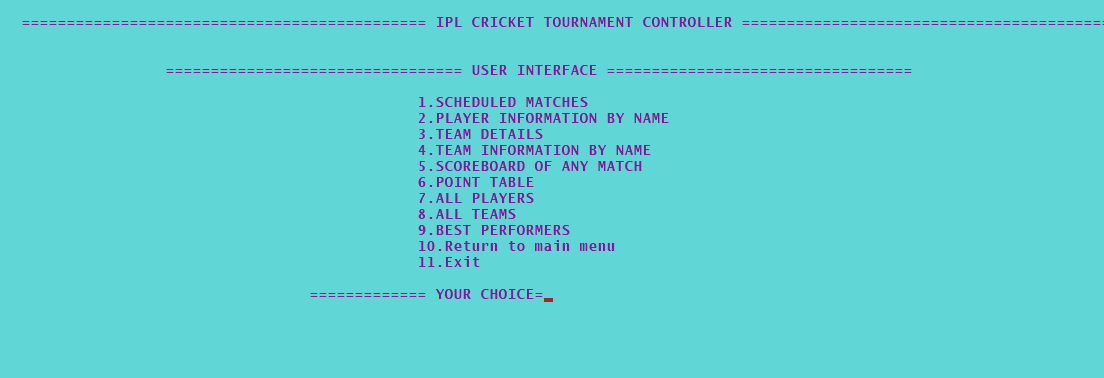 ============================================= IPL CRICKET TOURNAMENT CONTROLLER =========================================
================================= USER INTERFACE ==================================
1.SCHEDULED MATCHES
2.PLAYER INFORMATION BY NAME
3.TEAM DETAILS
4.TEAM INFORMATION BY NAME
5.SCOREBOARD OF ANY MATCH
6.POINT TABLE
7.ALL PLAYERS
8.ALL TEAMS
9.BEST PERFORMERS
10.Return to main menu
11.Exit
============= YOUR CHOICE=_